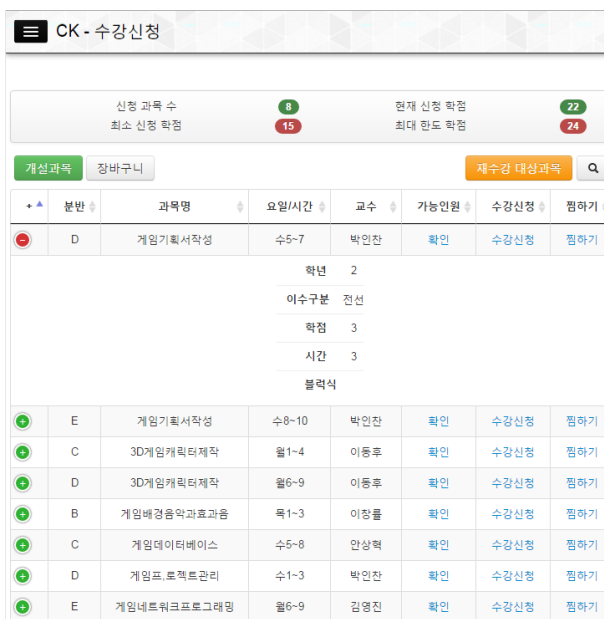 CK - 수강신청
신청 과목 수 8 현재 신청 학점 22
최소 신청 학점 15 최대 한도 학점 24
개설과목 장바구니 재수강 대상과목
+ 분반 과목명 요일/시간 교수 가능인원 수강신청 찜하기
D 게임기획서작성 수5~7 박인찬 확인 수강신청 찜하기
학년 2
이수구분 전선
학점 3
시간 3
블럭식
E 게임기획서작성 수8~10 박인찬 확인 수강신청 찜하기
C 3D게임캐릭터제작 월1~4 이동후 확인 수강신청 찜하기
D 3D게임캐릭터제작 월6~9 이동후 확인 수강신청 찜하기
B 게임배경음악과효과음 목1~3 이창률 확인 수강신청 찜하기
C 게임데이터베이스 수5~8 안상혁 확인 수강신청 찜하기
D 게임프,로젝트관리 수1~3 박인찬 확인 수강신청 찜하기
E 게임네트워크프로그래밍 월6~9 김영진 확인 수강신청 찜하기